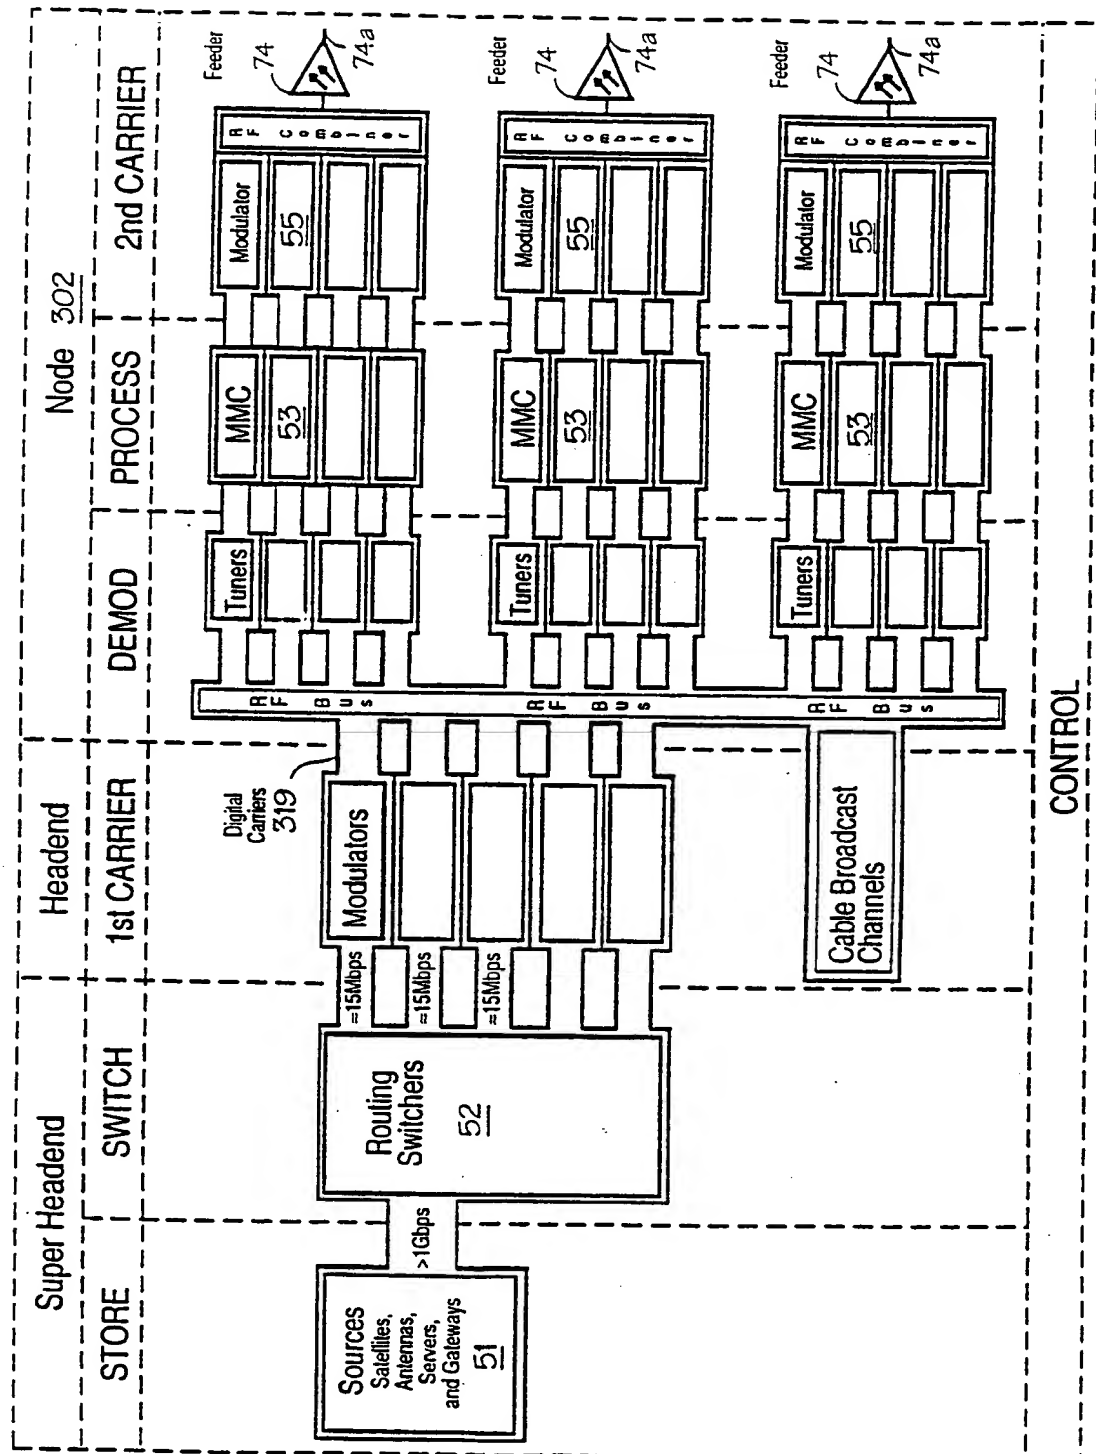 Super Headend
Headend
Node 302
STORE
SWITCH
1st CARRIER
DEMOD
PROCESS
2nd CARRIER
Sources
Satellites,
Antennas,
Servers,
and Gateways
51
>1Gbps
Routing
Switchers
52
=15Mbps
=15Mbps
=15Mbps
Modulators
Digital
Carriers
319
Cable Broadcast
Channels
RF Bus
RF Bus
RF Bus
Tuners
MMC
53
Modulator
55
RF Combiner
Feeder
74
74a
Tuners
MMC
53
Modulator
55
RF Combiner
Feeder
74
74a
Tuners
MMC
53
Modulator
55
RF Combiner
Feeder
74
74a
CONTROL